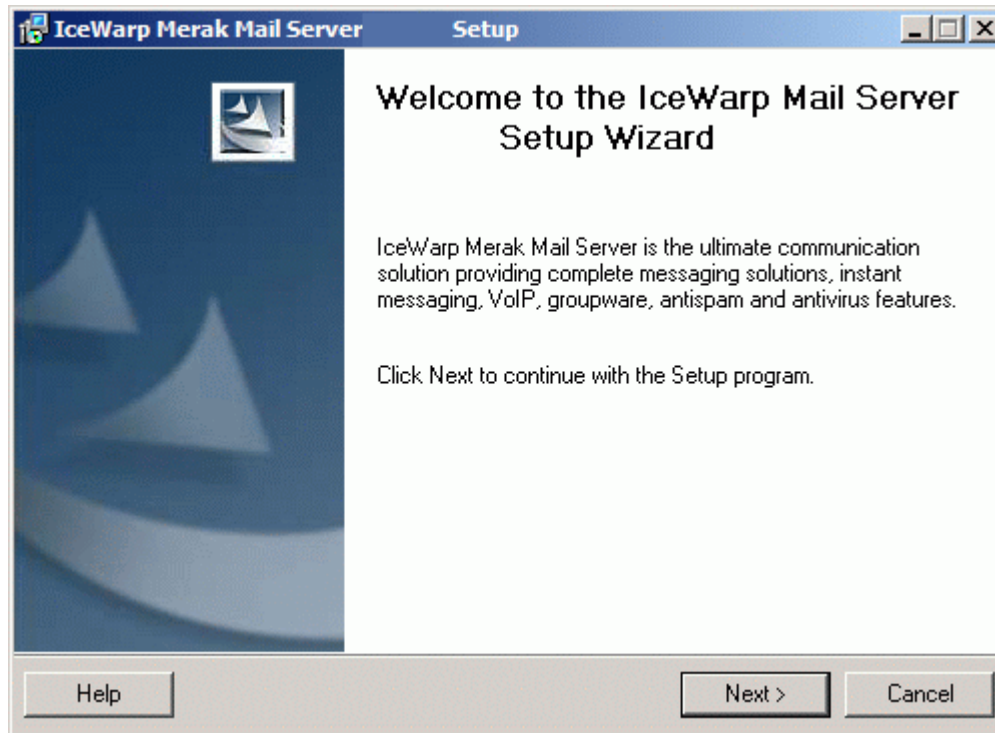 IceWarp Merak Mail Server Setup
Welcome to the IceWarp Mail Server
Setup Wizard
IceWarp Merak Mail Server is the ultimate communication
solution providing complete messaging solutions, instant
messaging, VoIP, groupware, antispam and antivirus features.
Click Next to continue with the Setup program.
Help
Next >
Cancel